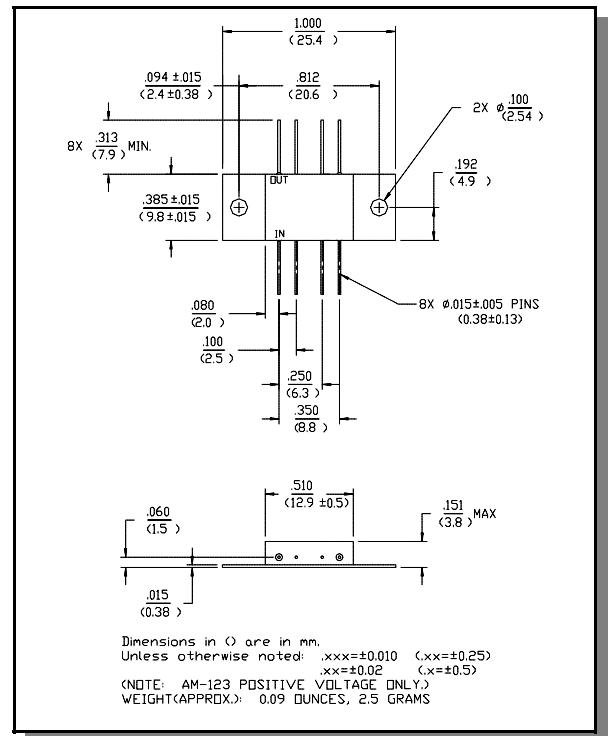 1.000
(25.4 )
.094 ±.015
(2.4 ±0.38 )
.812
(20.6 )
2X ø .100
(2.54 )
8X .313 MIN.
(7.9 )
.192
(4.9 )
OUT
.385±.015
(9.8±.015 )
IN
.080
(2.0 )
8X ø.015±.005 PINS
(0.38±0.13)
.100
(2.5 )
.250
(6.3 )
.350
(8.8 )
.510
(12.9 ±0.5)
.060
(1.5 )
.151 MAX
(3.8 )
.015
(0.38 )
Dimensions in () are in mm.
Unless otherwise noted: .xxx=±0.010 (.xx=±0.25)
.xx=±0.02 (.x=±0.5)
(NOTE: AM-123 POSITIVE VOLTAGE ONLY.)
WEIGHT(APPROX.): 0.09 OUNCES, 2.5 GRAMS